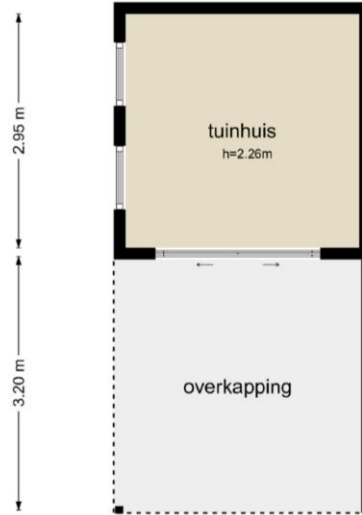 2.95 m
tuinhuis
h=2.26m
3.20 m
overkapping